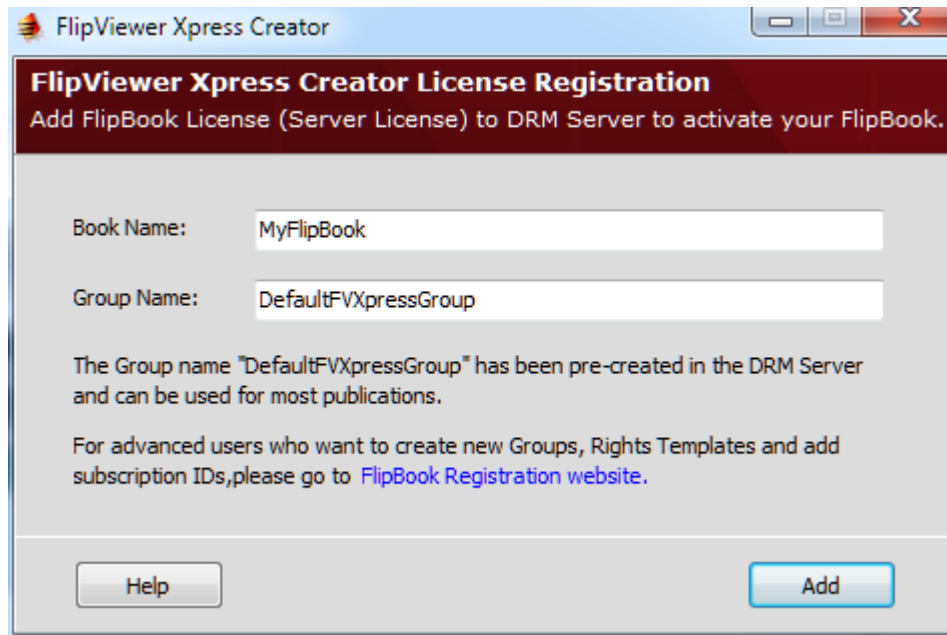 FlipViewer Xpress Creator
FlipViewer Xpress Creator License Registration
Add FlipBook License (Server License) to DRM Server to activate your FlipBook.
Book Name: MyFlipBook
Group Name: DefaultFVXpressGroup
The Group name "DefaultFVXpressGroup" has been pre-created in the DRM Server
and can be used for most publications.
For advanced users who want to create new Groups, Rights Templates and add
subscription IDs,please go to FlipBook Registration website.
Help Add